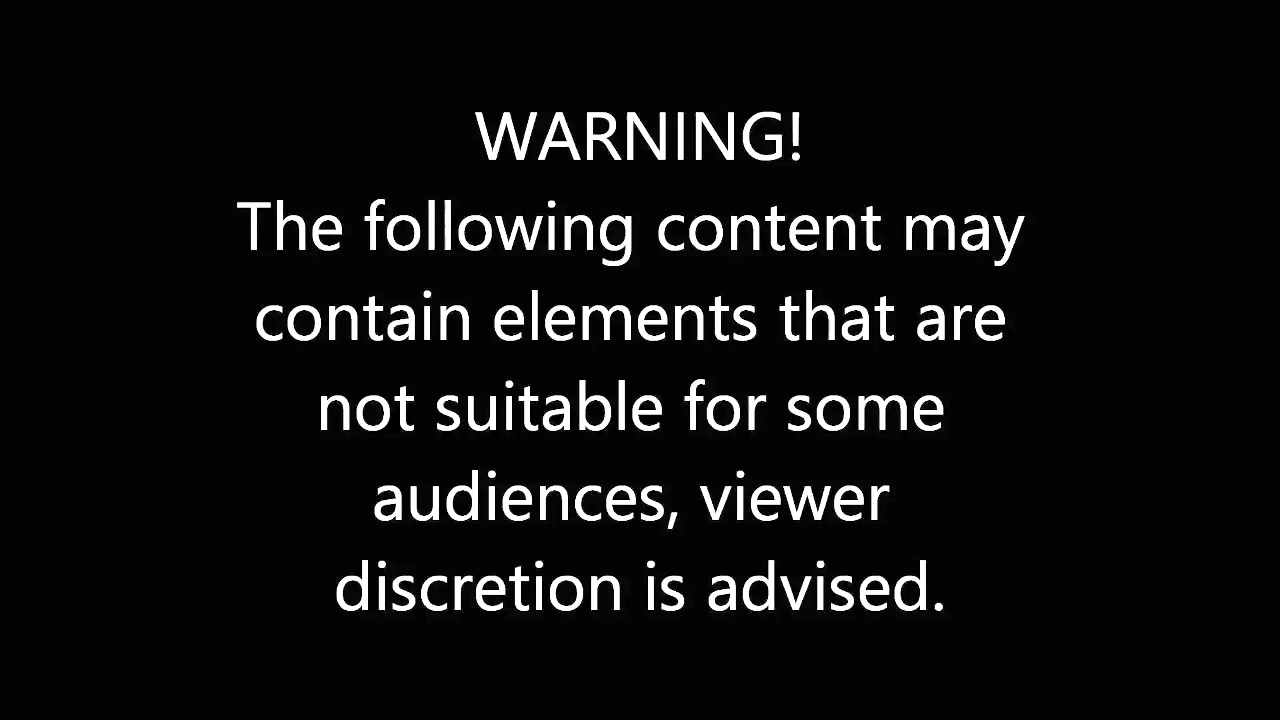 WARNING!
The following content may
contain elements that are
not suitable for some
audiences, viewer
discretion is advised.